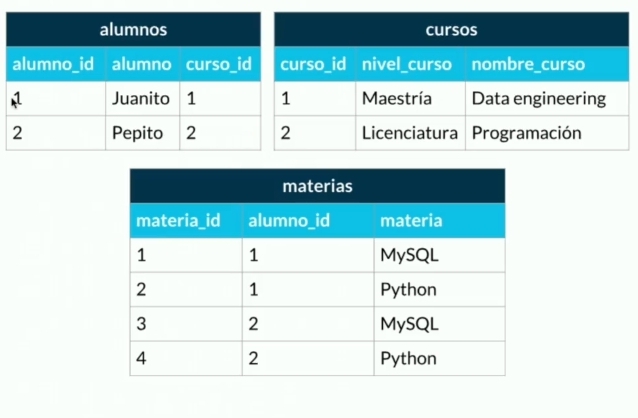 alumnos
alumno_id alumno curso_id
1 Juanito 1
2 Pepito 2
cursos
curso_id nivel_curso nombre_curso
1 Maestría Data engineering
2 Licenciatura Programación
materias
materia_id alumno_id materia
1 1 MySQL
2 1 Python
3 2 MySQL
4 2 Python